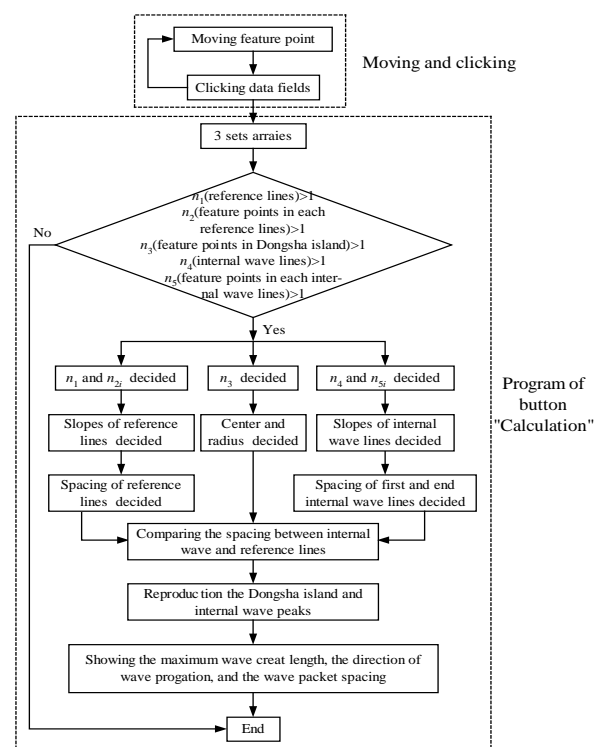 Moving feature point
Moving and clicking
Clicking data fields
3 sets arraies
n1(reference lines)>1
n2(feature points in each
reference lines)>1
n3(feature points in Dongsha island)>1
n4(internal wave lines)>1
n5(feature points in each inter-
nal wave lines)>1
No
Yes
n1 and n2i decided
n3 decided
n4 and n5i decided
Program of
button
"Calculation"
Slopes of reference
lines decided
Center and
radius decided
Slopes of internal
wave lines decided
Spacing of reference
lines decided
Spacing of first and end
internal wave lines decided
Comparing the spacing between internal
wave and reference lines
Reproduction the Dongsha island and
internal wave peaks
Showing the maximum wave creat length, the direction of
wave progation, and the wave packet spacing
End